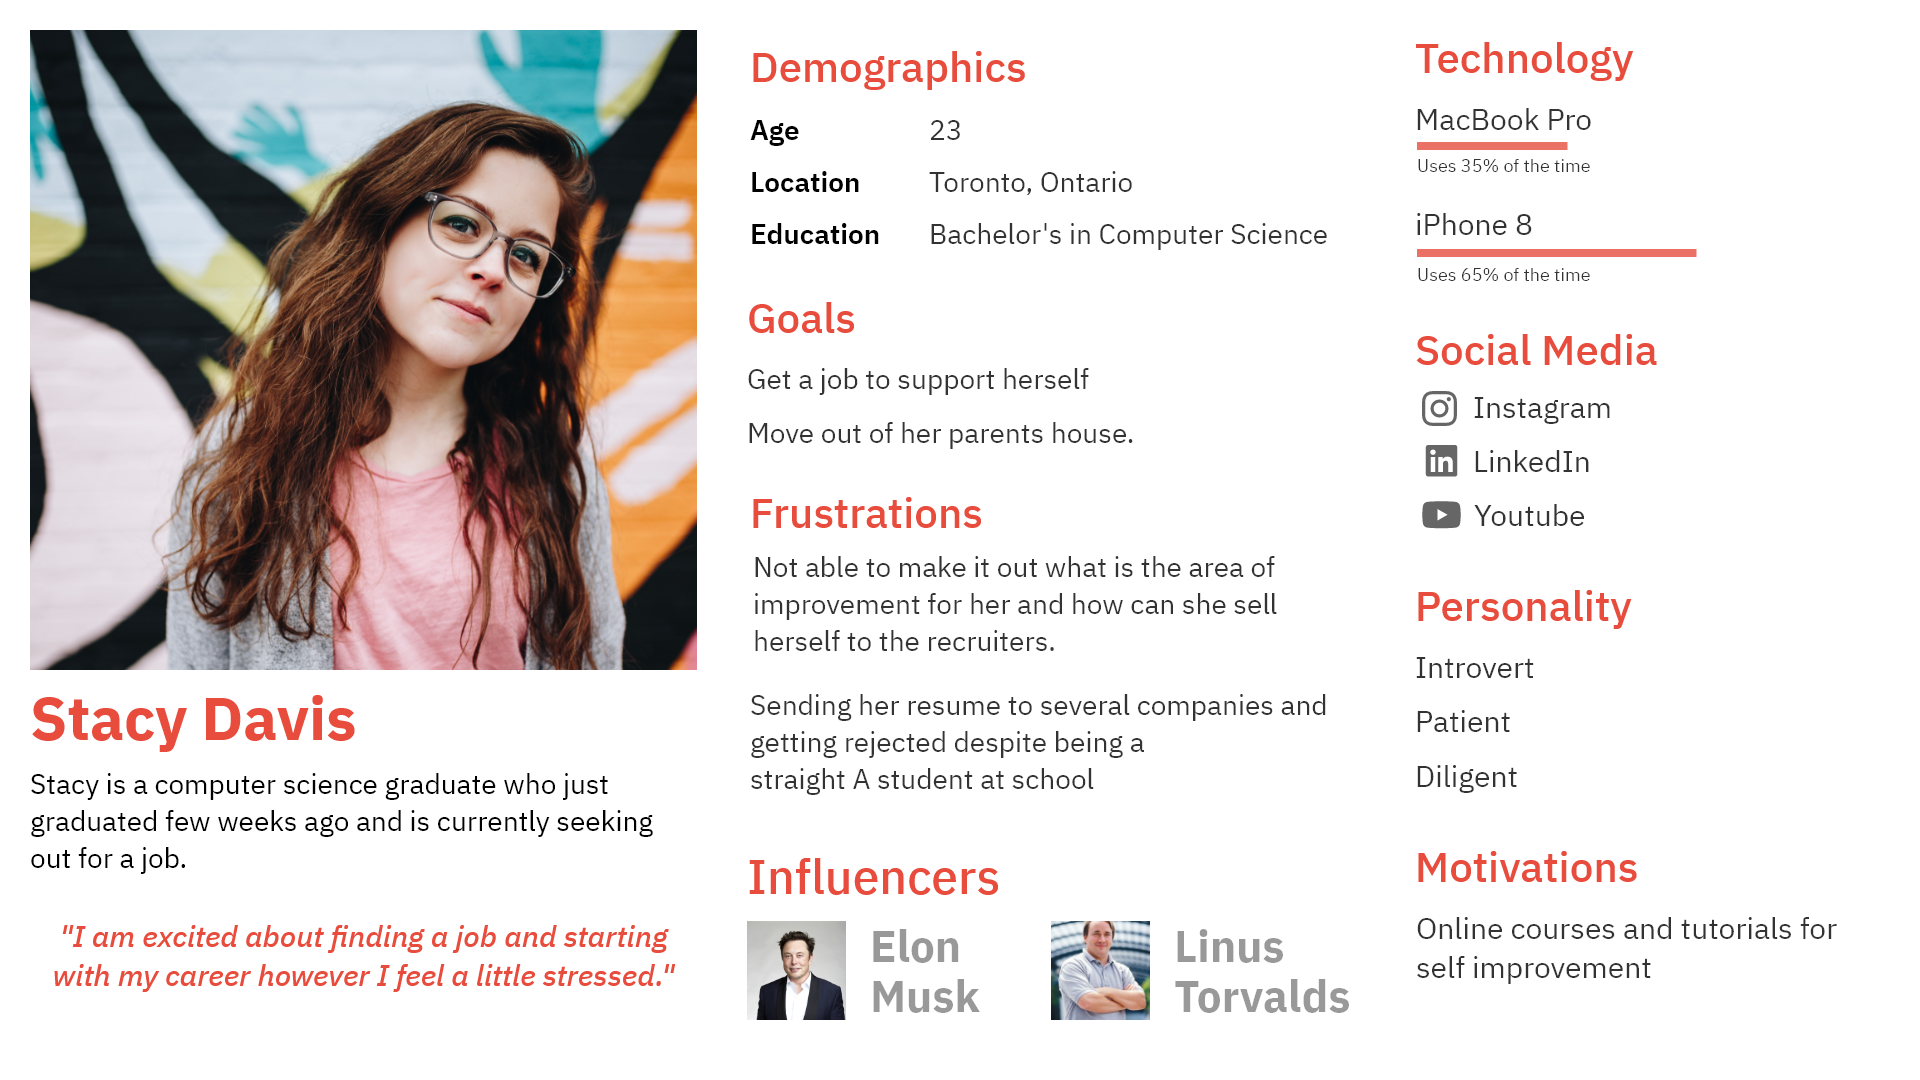 Stacy Davis
Stacy is a computer science graduate who just
graduated few weeks ago and is currently seeking
out for a job.
"I am excited about finding a job and starting
with my career however I feel a little stressed."
Demographics
Age 23
Location Toronto, Ontario
Education Bachelor's in Computer Science
Goals
Get a job to support herself
Move out of her parents house.
Frustrations
Not able to make it out what is the area of
improvement for her and how can she sell
herself to the recruiters.
Sending her resume to several companies and
getting rejected despite being a
straight A student at school
Influencers
Elon
Musk
Linus
Torvalds
Technology
MacBook Pro
Uses 35% of the time
iPhone 8
Uses 65% of the time
Social Media
Instagram
in LinkedIn
Youtube
Personality
Introvert
Patient
Diligent
Motivations
Online courses and tutorials for
self improvement